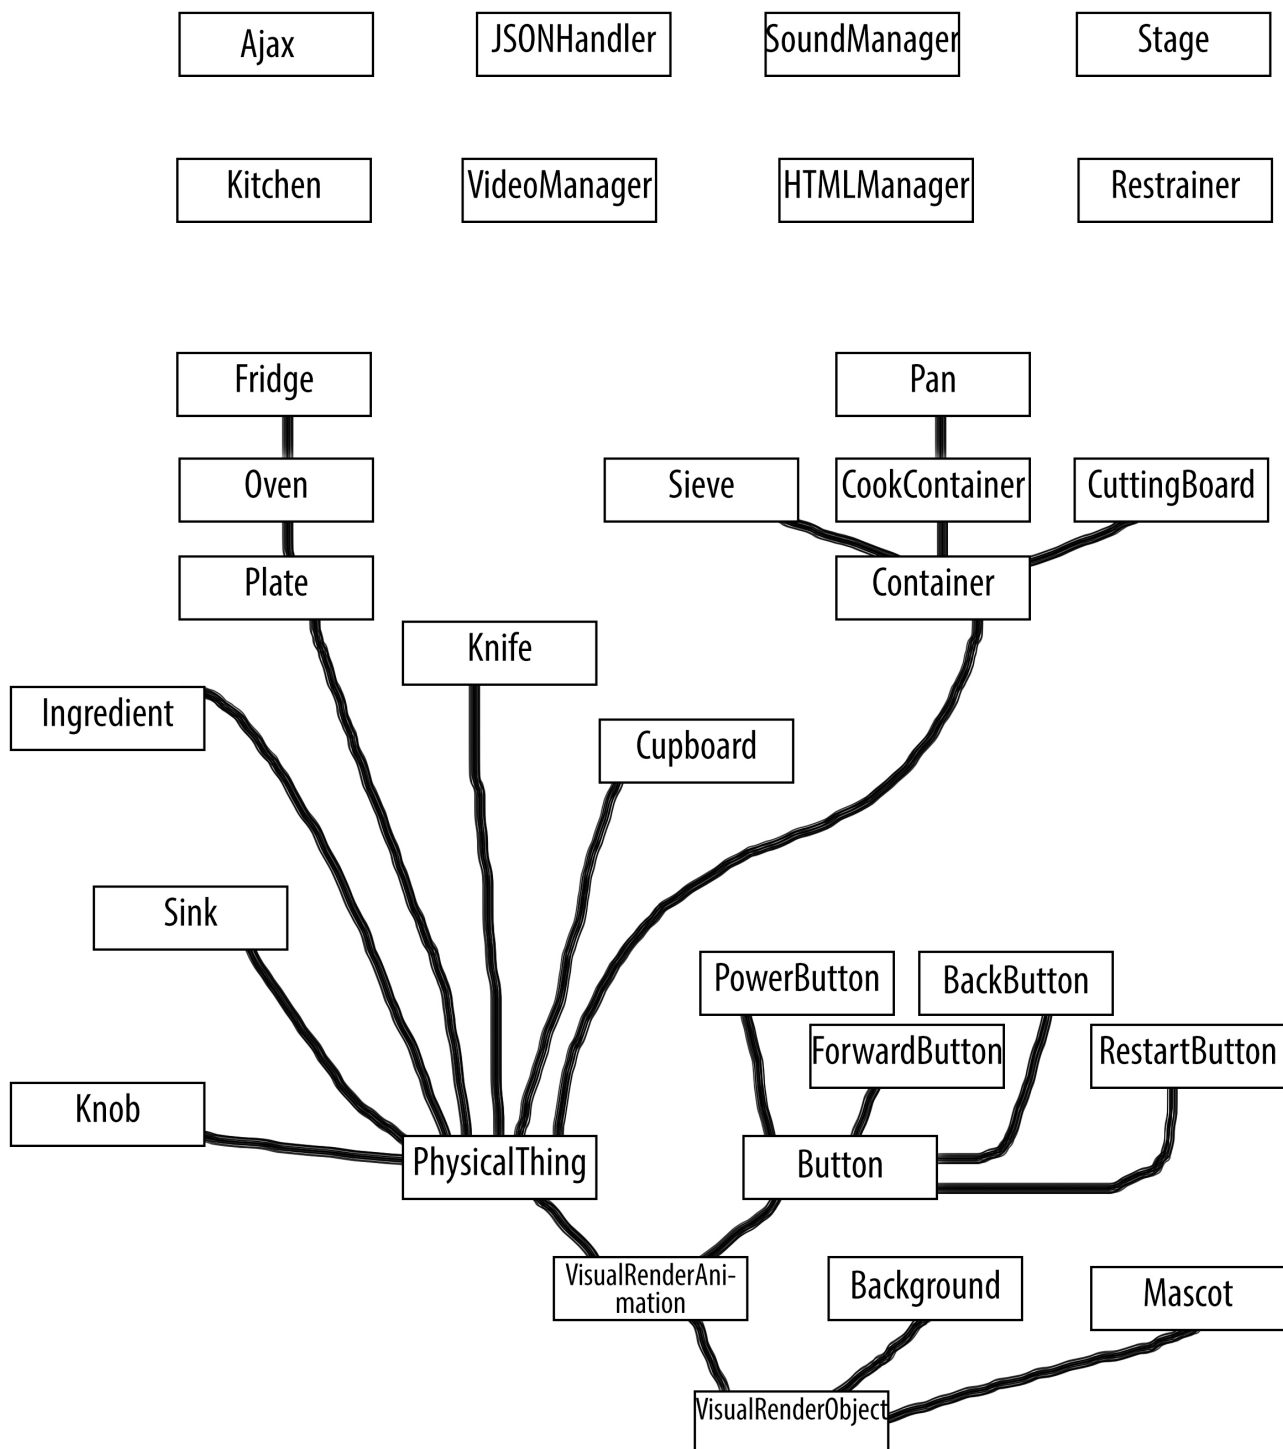 Ajax
JSONHandler
SoundManager
Stage
Kitchen
VideoManager
HTMLManager
Restrainer
Fridge
Pan
Oven
Sieve
CookContainer
CuttingBoard
Plate
Container
Knife
Ingredient
Cupboard
Sink
PowerButton
BackButton
ForwardButton
RestartButton
Knob
PhysicalThing
Button
VisualRenderAni-
mation
Background
Mascot
VisualRenderObject